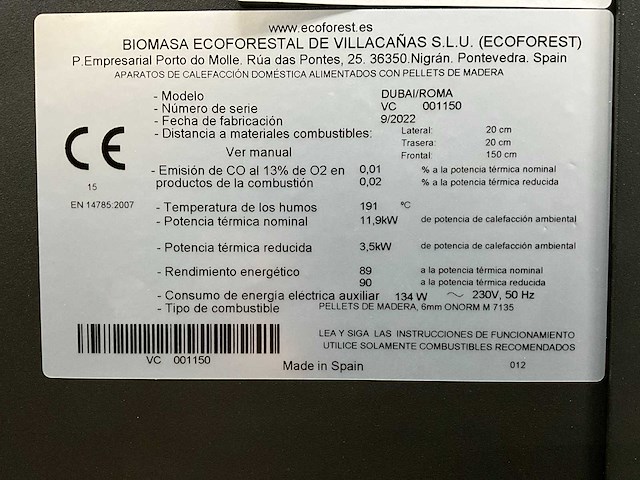 www.ecoforest.es
BIOMASA ECOFORESTAL DE VILLACAÑAS S.L.U. (ECOFOREST)
P.Empresarial Porto do Molle. Rúa das Pontes, 25. 36350.Nigrán. Pontevedra. Spain
APARATOS DE CALEFACCIÓN DOMÉSTICA ALIMENTADOS CON PELLETS DE MADERA
- Modelo DUBAI/ROMA
- Número de serie VC 001150
- Fecha de fabricación 9/2022
- Distancia a materiales combustibles: Lateral: 20 cm
Trasera: 20 cm
Ver manual Frontal: 150 cm
CE
15
EN 14785:2007
- Emisión de CO al 13% de O2 en 0,01 % a la potencia térmica nominal
productos de la combustión 0,02 % a la potencia térmica reducida
- Temperatura de los humos 191 °C
- Potencia térmica nominal 11,9kW de potencia de calefacción ambiental
- Potencia térmica reducida 3,5kW de potencia de calefacción ambiental
- Rendimiento energético 89 a la potencia térmica nominal
90 a la potencia térmica reducida
- Consumo de energía eléctrica auxiliar 134 W ~ 230V, 50 Hz
- Tipo de combustible PELLETS DE MADERA, 6mm ONORM M 7135
LEA Y SIGA LAS INSTRUCCIONES DE FUNCIONAMIENTO
UTILICE SOLAMENTE COMBUSTIBLES RECOMENDADOS
VC 001150
Made in Spain
012